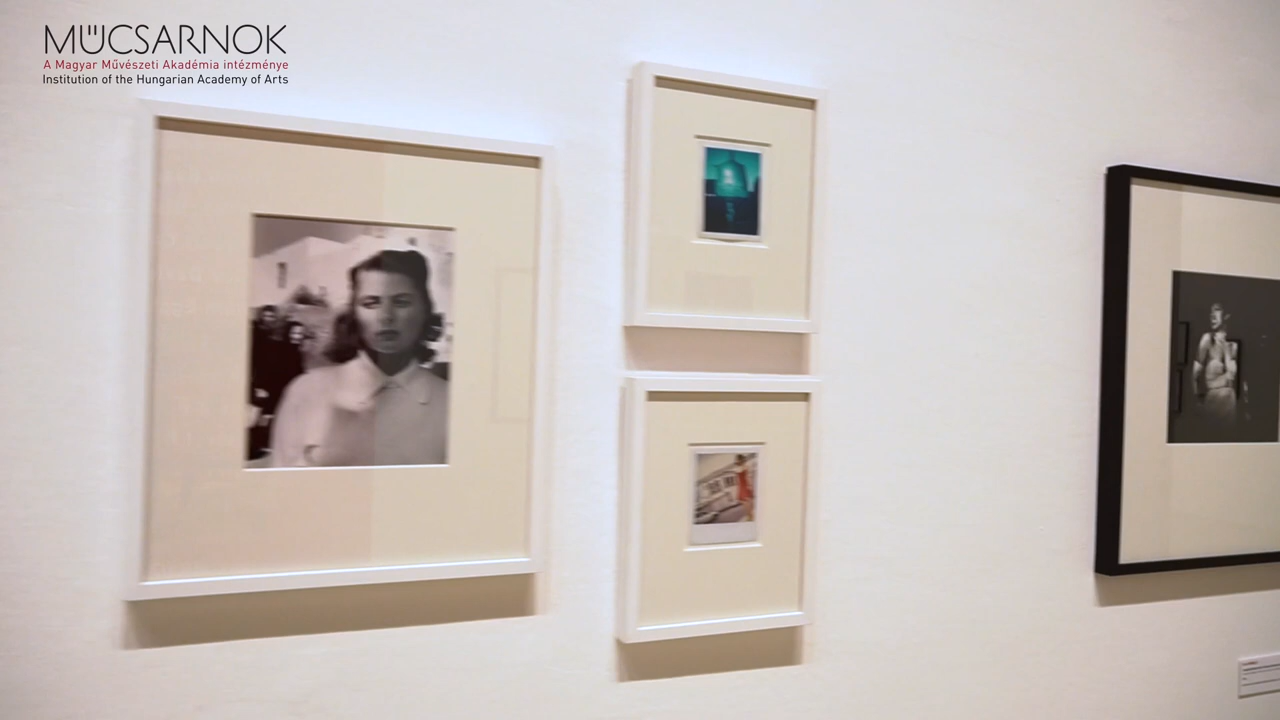 MŰCSARNOK
A Magyar Művészeti Akadémia intézménye
Institution of the Hungarian Academy of Arts